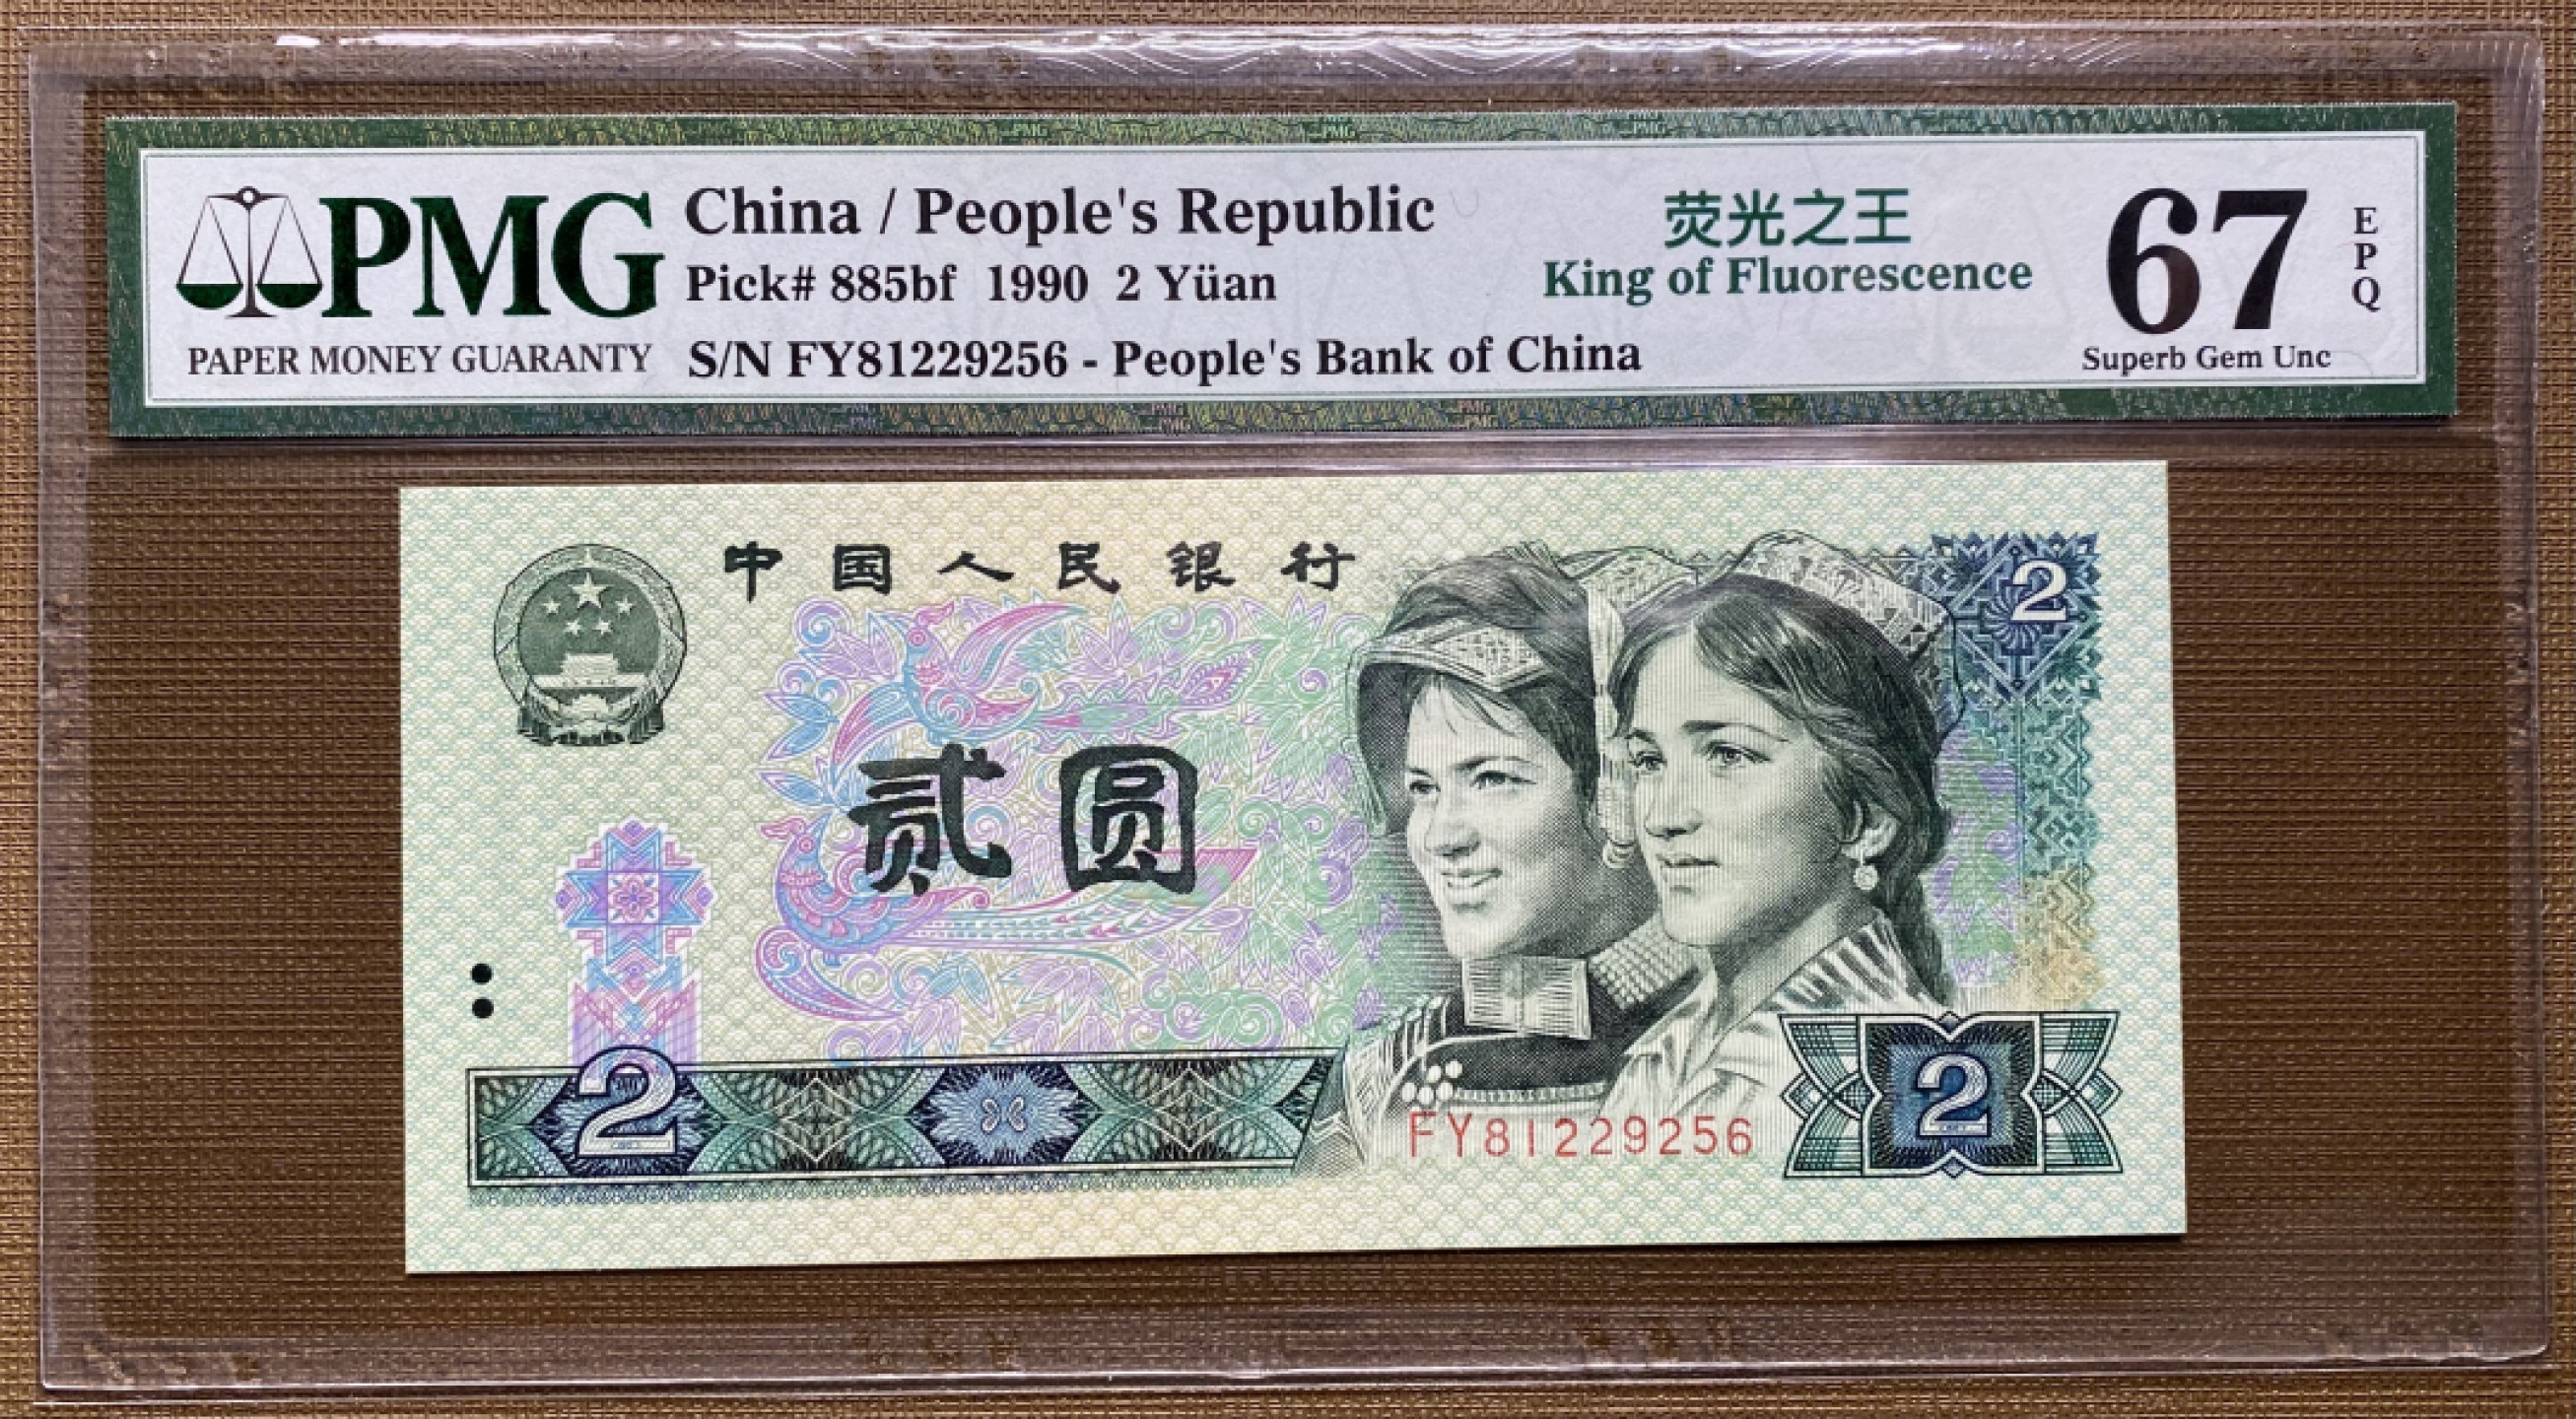 PMG
PAPER MONEY GUARANTY
China / People's Republic
Pick# 885bf 1990 2 Yüan
S/N FY81229256 - People's Bank of China
荧光之王
King of Fluorescence
67
EPQ
Superb Gem Unc
中国人民银行
2
贰圆
2
FY81229256
2